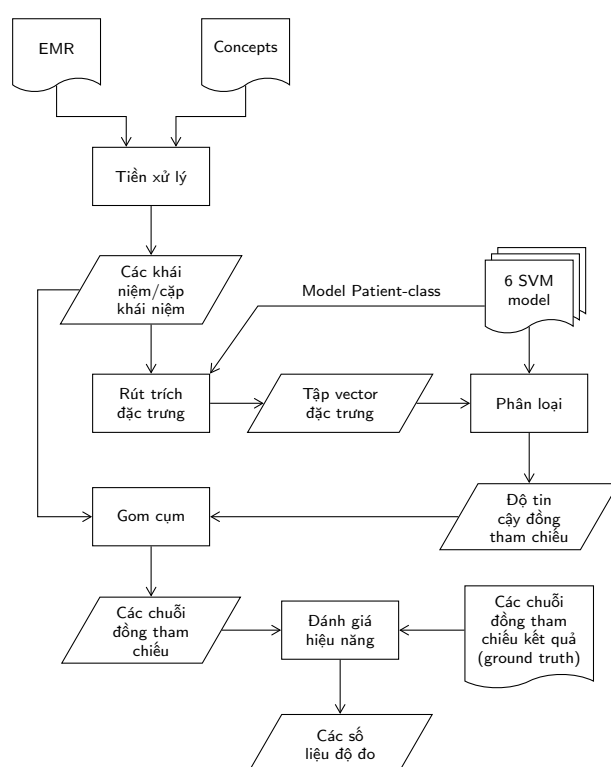 EMR
Concepts
Tiền xử lý
Các khái
niệm/cặp
khái niệm
Model Patient-class
6 SVM
model
Rút trích
đặc trưng
Tập vector
đặc trưng
Phân loại
Gom cụm
Độ tin
cậy đồng
tham chiếu
Các chuỗi
đồng tham
chiếu
Đánh giá
hiệu năng
Các chuỗi
đồng tham
chiếu kết quả
(ground truth)
Các số
liệu độ đo